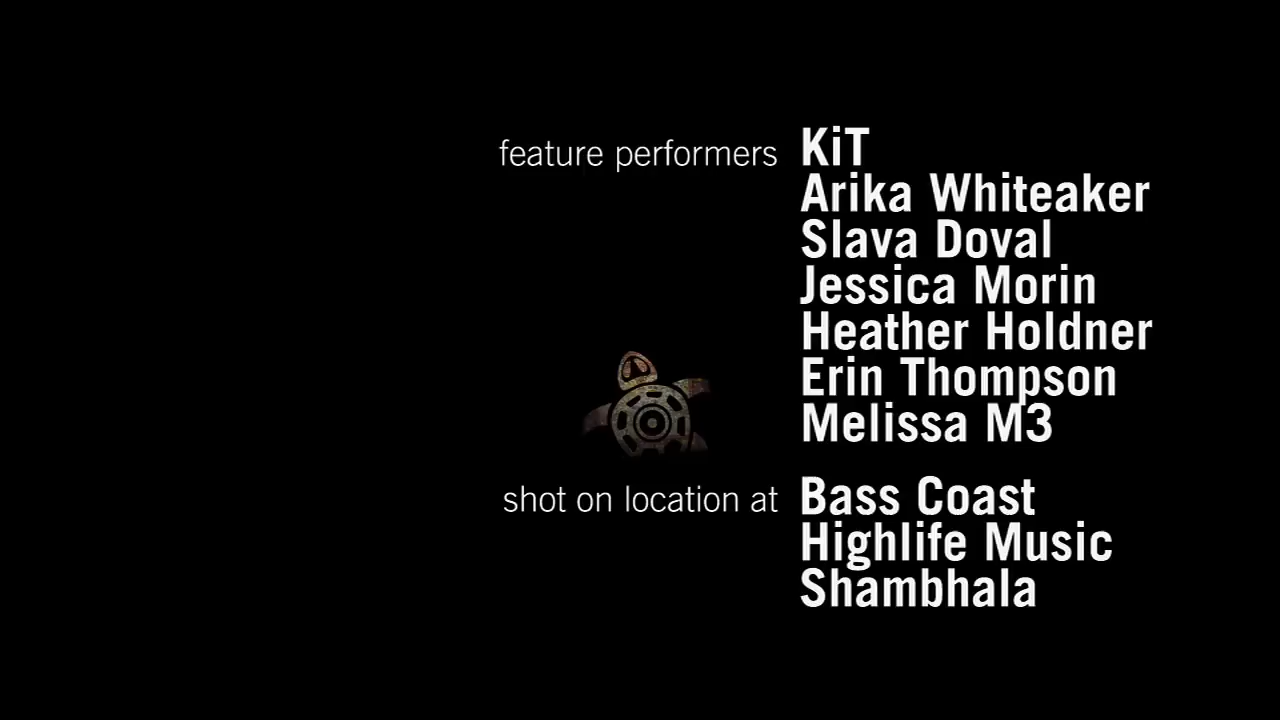 feature performers KiT
Arika Whiteaker
Slava Doval
Jessica Morin
Heather Holdner
Erin Thompson
Melissa M3
shot on location at Bass Coast
Highlife Music
Shambhala